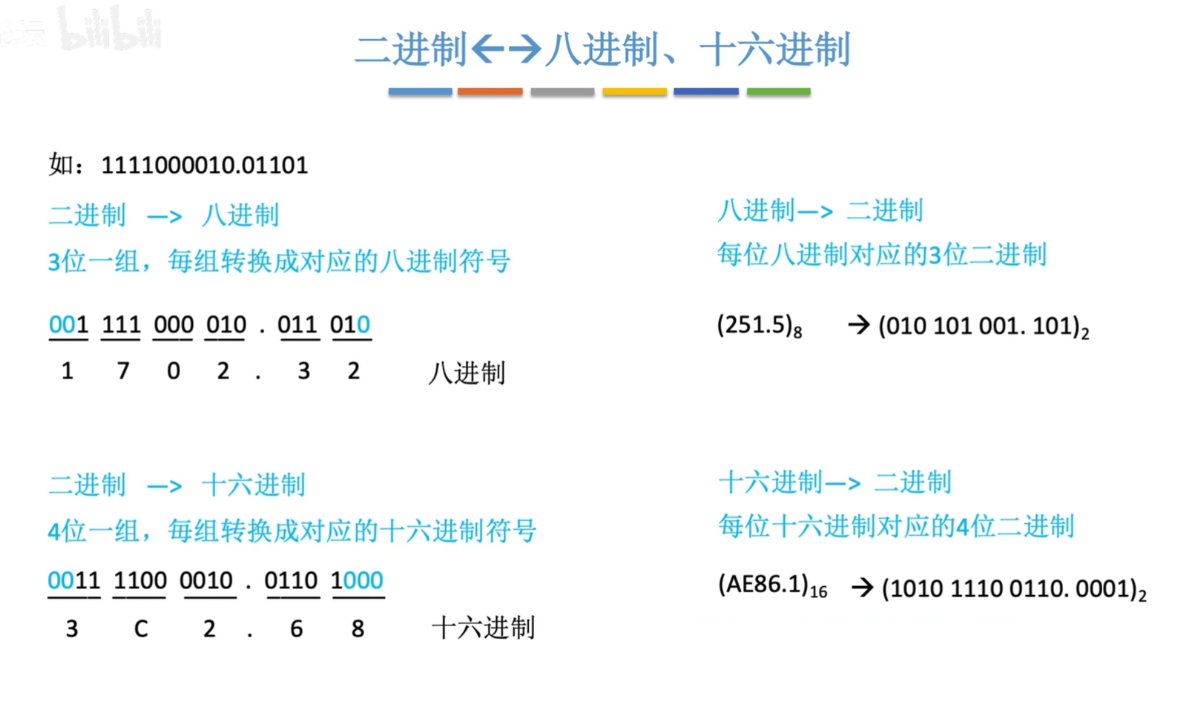 bilibili
二进制←→八进制、十六进制
如：1111000010.01101
二进制 —> 八进制
3位一组，每组转换成对应的八进制符号
001 111 000 010 . 011 010
1 7 0 2 . 3 2 八进制
二进制 —> 十六进制
4位一组，每组转换成对应的十六进制符号
0011 1100 0010 . 0110 1000
3 C 2 . 6 8 十六进制
八进制—> 二进制
每位八进制对应的3位二进制
(251.5)8 → (010 101 001. 101)2
十六进制—> 二进制
每位十六进制对应的4位二进制
(AE86.1)16 → (1010 1110 0110. 0001)2